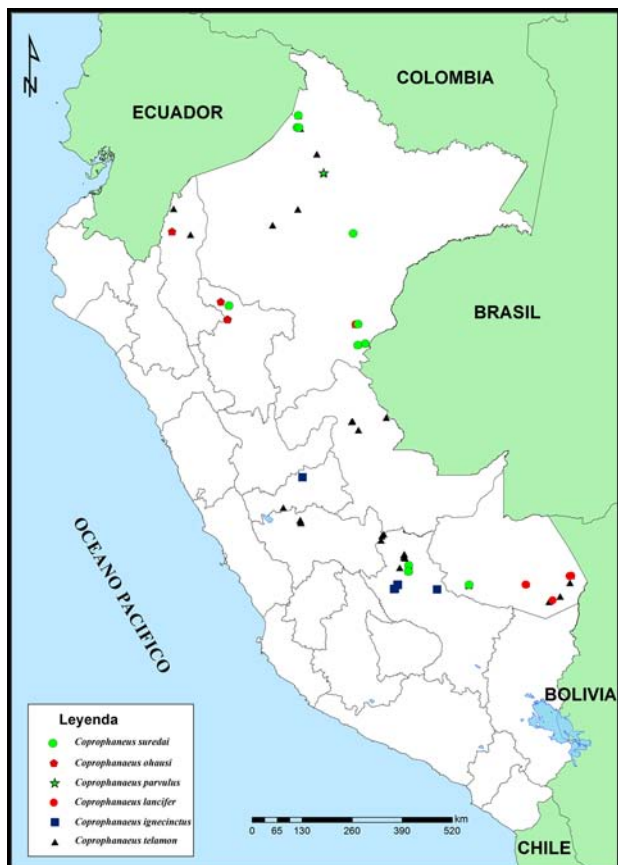 N
COLOMBIA
ECUADOR
BRASIL
OCEANO PACIFICO
BOLIVIA
CHILE
Leyenda
Coprophaneus suredai
Coprophanaeus ohausi
Coprophanaeus parvulus
Coprophanaeus lancifer
Coprophanaeus ignecinctus
Coprophanaeus telamon
km
0 65 130 260 390 520